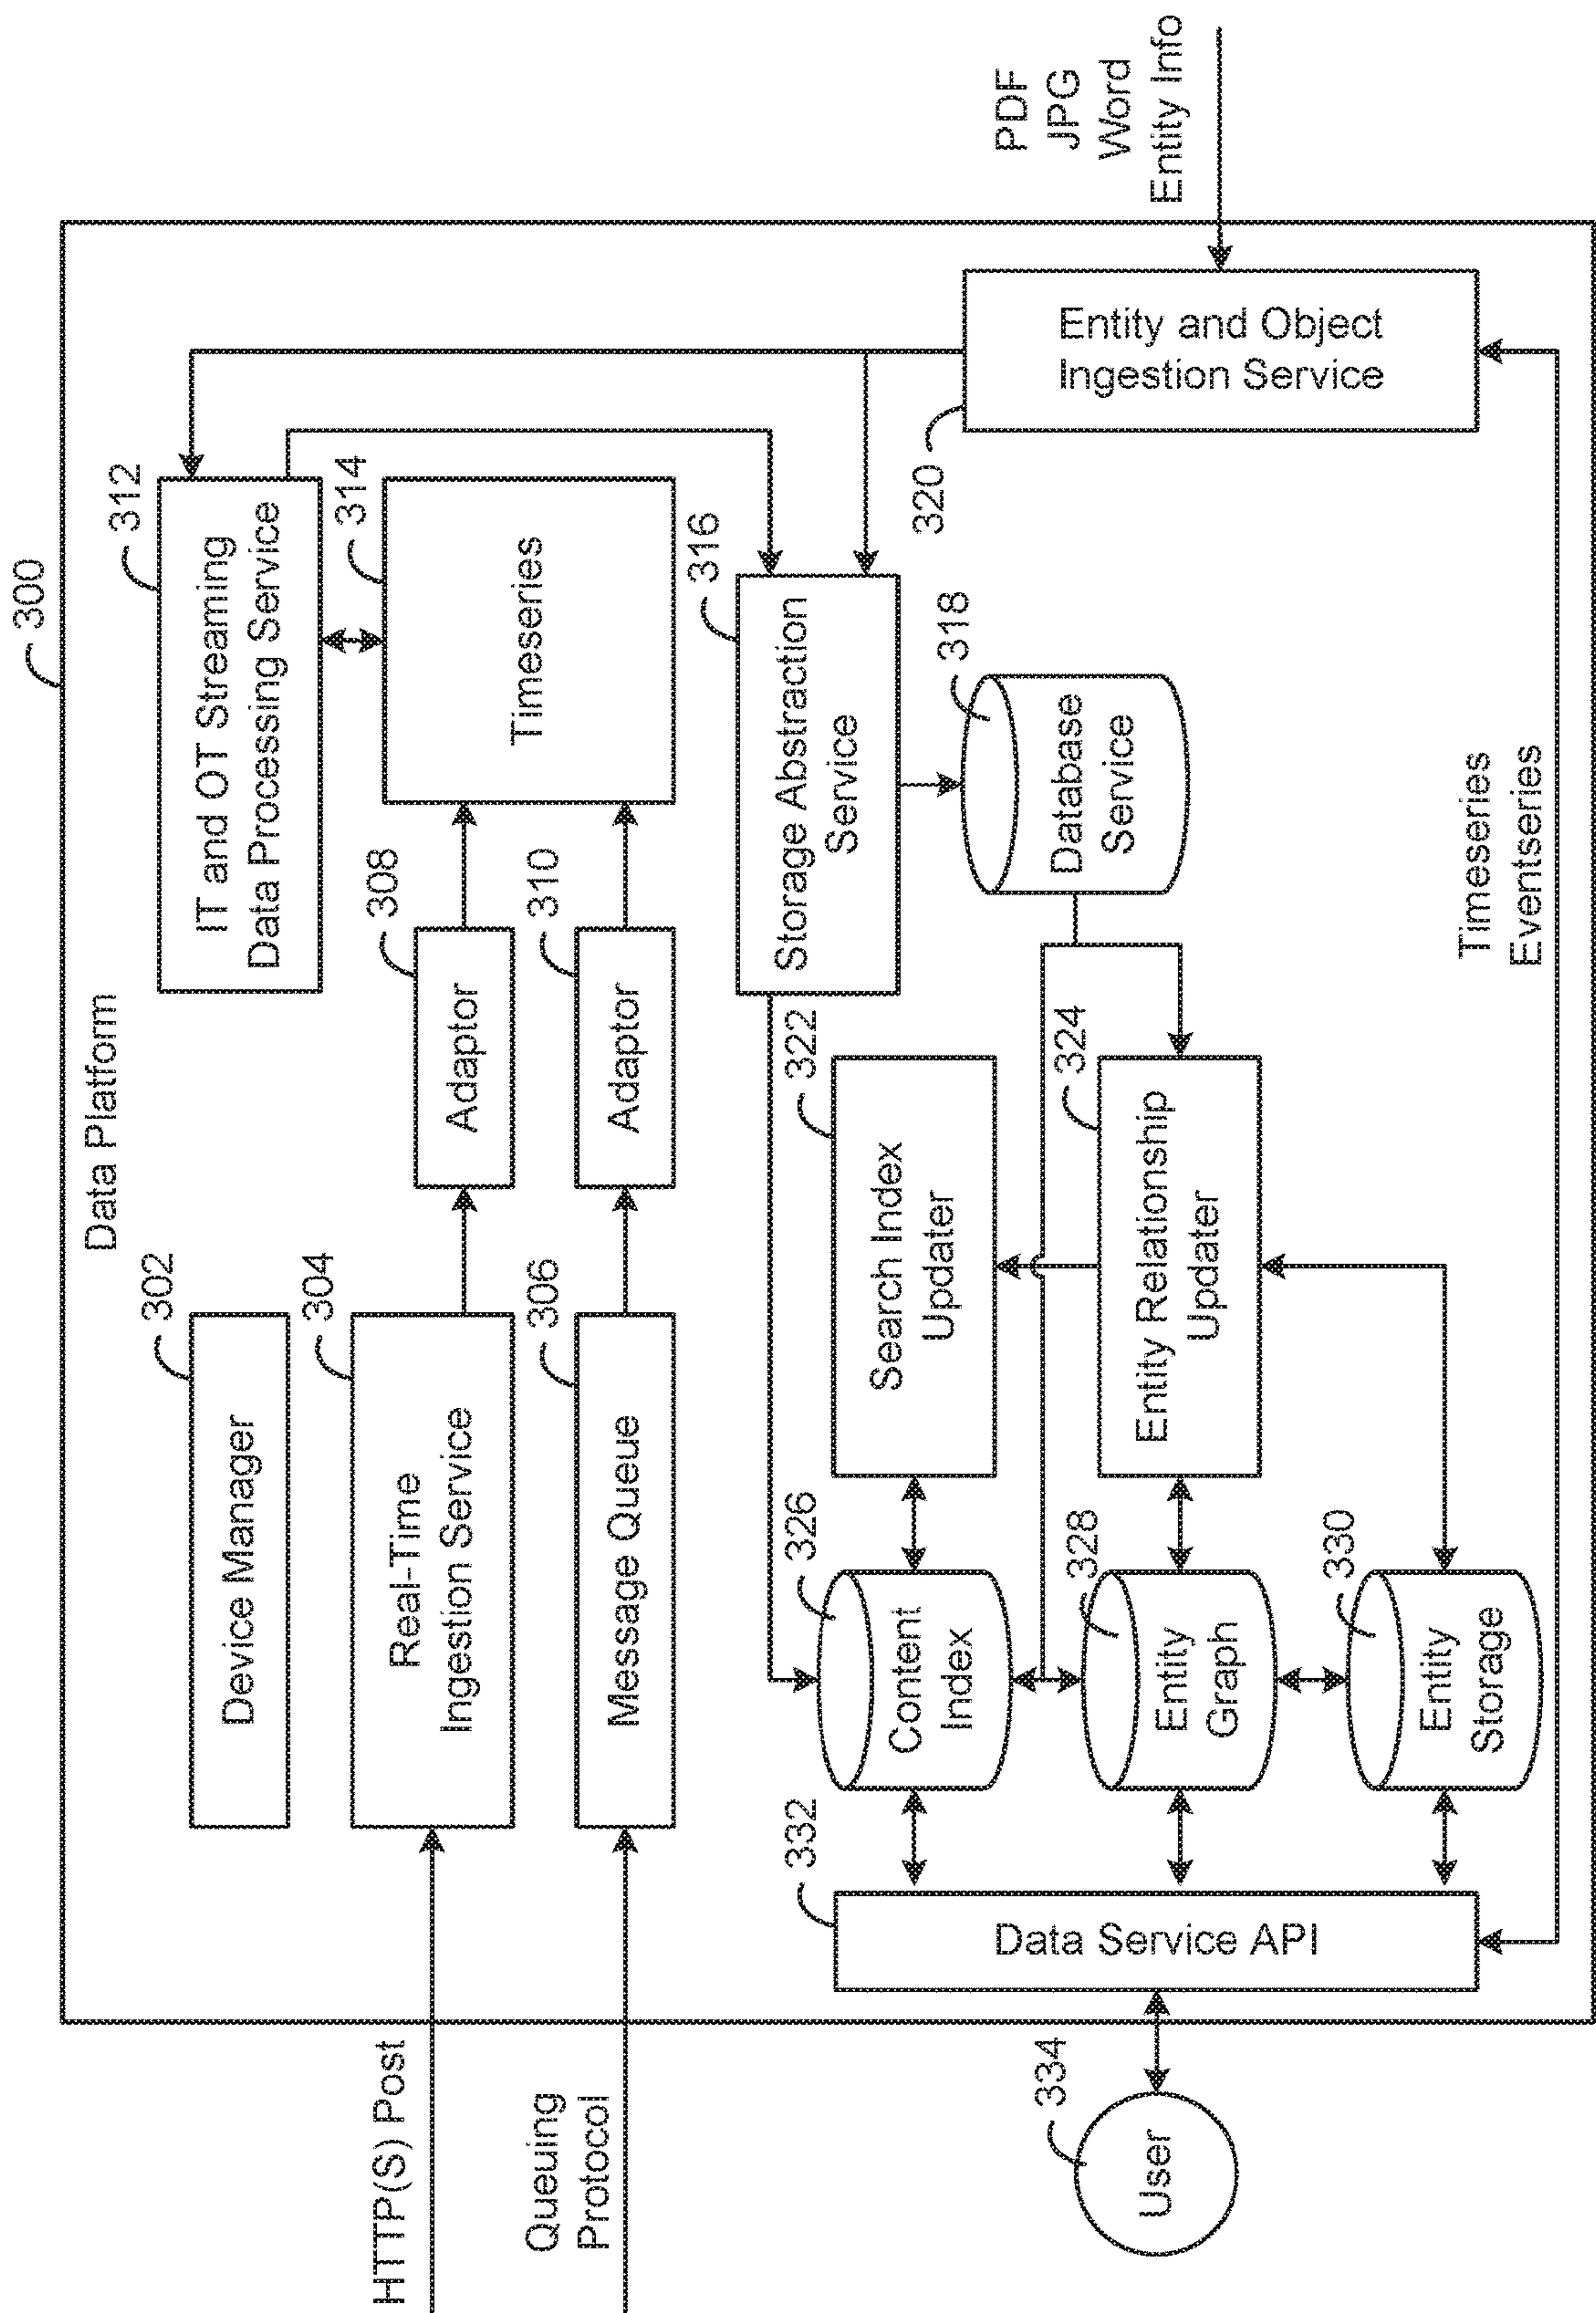 300
Data Platform
302
Device Manager
HTTP(S) Post
304
Real-Time
Ingestion Service
Queuing
Protocol
306
Message Queue
308
Adaptor
310
Adaptor
312
IT and OT Streaming
Data Processing Service
314
Timeseries
316
Storage Abstraction
Service
318
Database
Service
PDF
JPG
Word
Entity Info
320
Entity and Object
Ingestion Service
322
Search Index
Updater
324
Entity Relationship
Updater
326
Content
Index
328
Entity
Graph
330
Entity
Storage
332
Data Service API
334
User
Timeseries
Eventseries